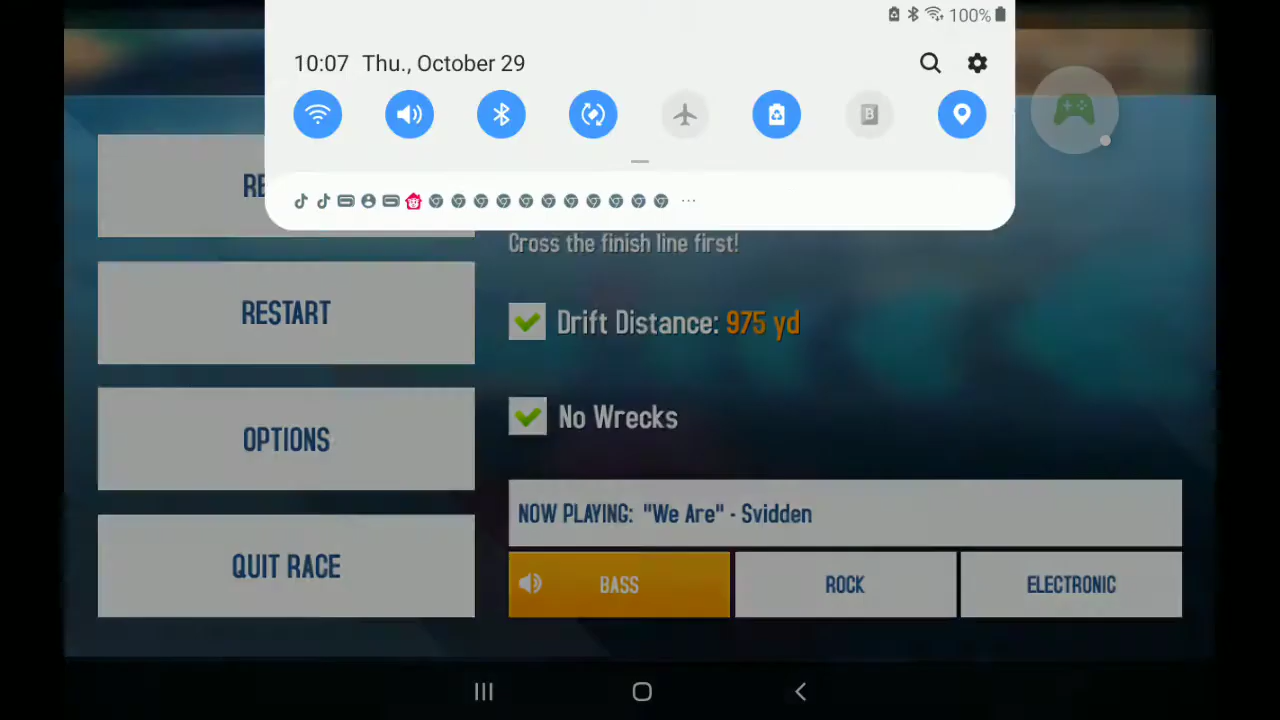 100%
10:07 Thu., October 29
RE
Cross the finish line first!
RESTART
Drift Distance: 975 yd
OPTIONS
No Wrecks
NOW PLAYING: "We Are" - Svidden
QUIT RACE
BASS
ROCK
ELECTRONIC